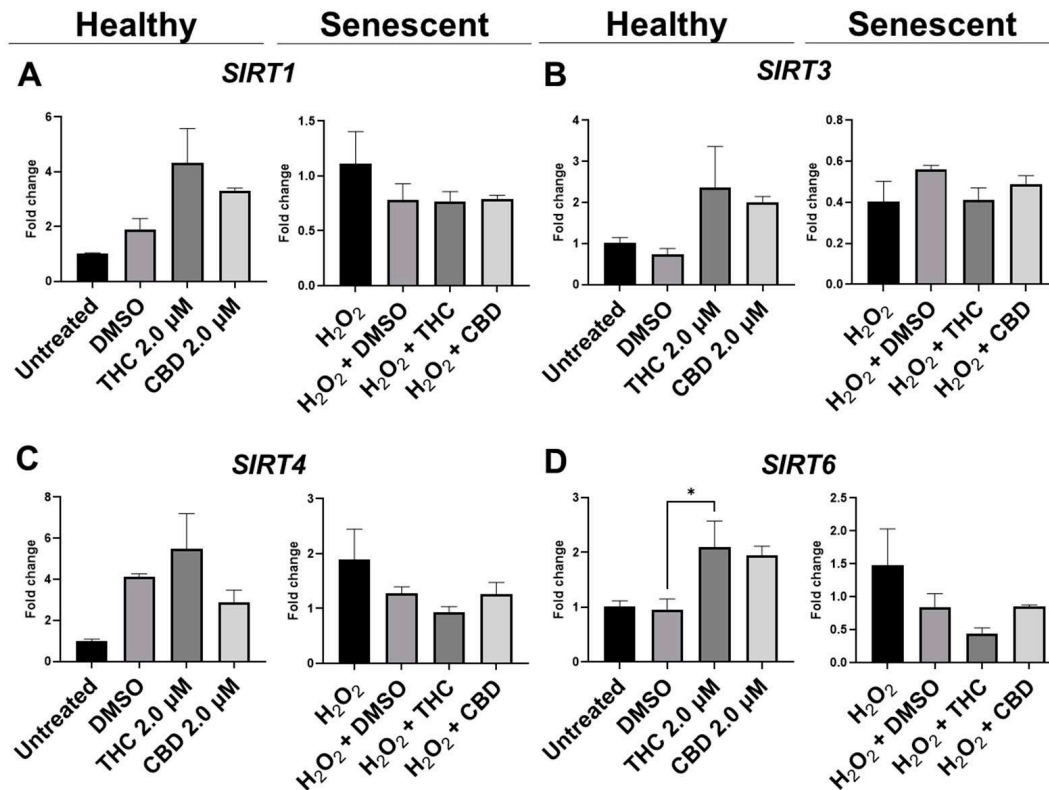 Healthy Senescent Healthy Senescent
A SIRT1
Fold change
6
4
2
0
Untreated
DMSO
THC 2.0 µM
CBD 2.0 µM
Fold change
1.5
1.0
0.5
0.0
H₂O₂
H₂O₂ + DMSO
H₂O₂ + THC
H₂O₂ + CBD
B SIRT3
Fold change
4
3
2
1
0
Untreated
DMSO
THC 2.0 µM
CBD 2.0 µM
Fold change
0.8
0.6
0.4
0.2
0.0
H₂O₂
H₂O₂ + DMSO
H₂O₂ + THC
H₂O₂ + CBD
C SIRT4
Fold change
8
6
4
2
0
Untreated
DMSO
THC 2.0 µM
CBD 2.0 µM
Fold change
3
2
1
0
H₂O₂
H₂O₂ + DMSO
H₂O₂ + THC
H₂O₂ + CBD
D SIRT6
Fold change
3
2
1
0
*
Untreated
DMSO
THC 2.0 µM
CBD 2.0 µM
Fold change
2.5
2.0
1.5
1.0
0.5
0.0
H₂O₂
H₂O₂ + DMSO
H₂O₂ + THC
H₂O₂ + CBD